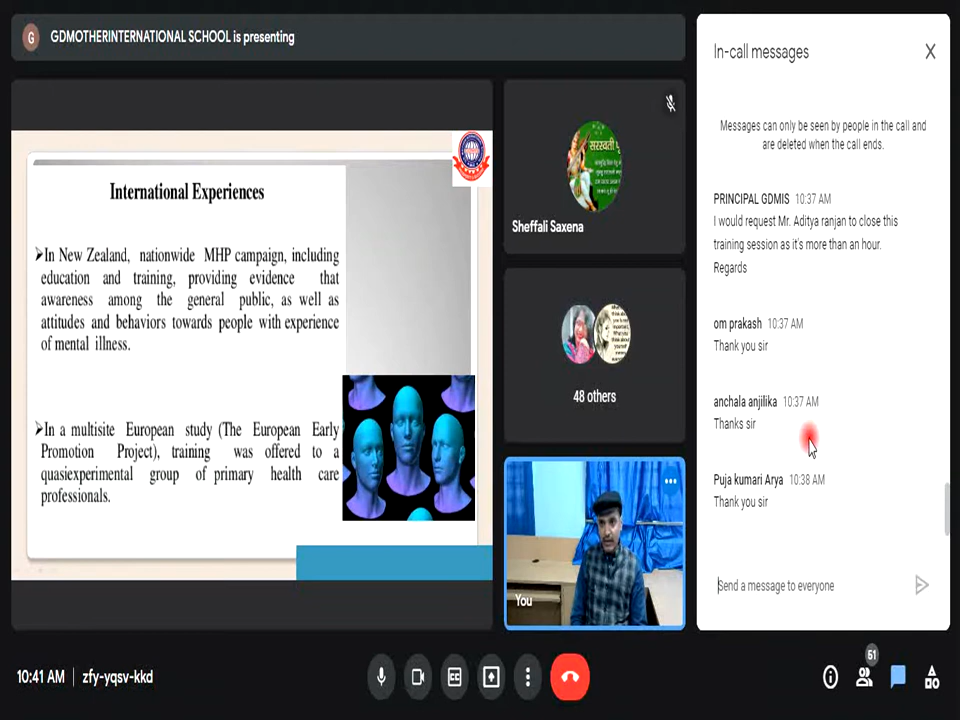 G GDMOTHERINTERNATIONAL SCHOOL is presenting
International Experiences
➢In New Zealand, nationwide MHP campaign, including
education and training, providing evidence that
awareness among the general public, as well as
attitudes and behaviors towards people with experience
of mental illness.
➢In a multisite European study (The European Early
Promotion Project), training was offered to a
quasiexperimental group of primary health care
professionals.
सरस्वती
Sheffali Saxena
48 others
You
In-call messages
Messages can only be seen by people in the call and
are deleted when the call ends.
PRINCIPAL GDMIS 10:37 AM
I would request Mr. Aditya ranjan to close this
training session as it's more than an hour.
Regards
om prakash 10:37 AM
Thank you sir
anchala anjilika 10:37 AM
Thanks sir
Puja kumari Arya 10:38 AM
Thank you sir
Send a message to everyone
10:41 AM | zfy-yqsv-kkd
51